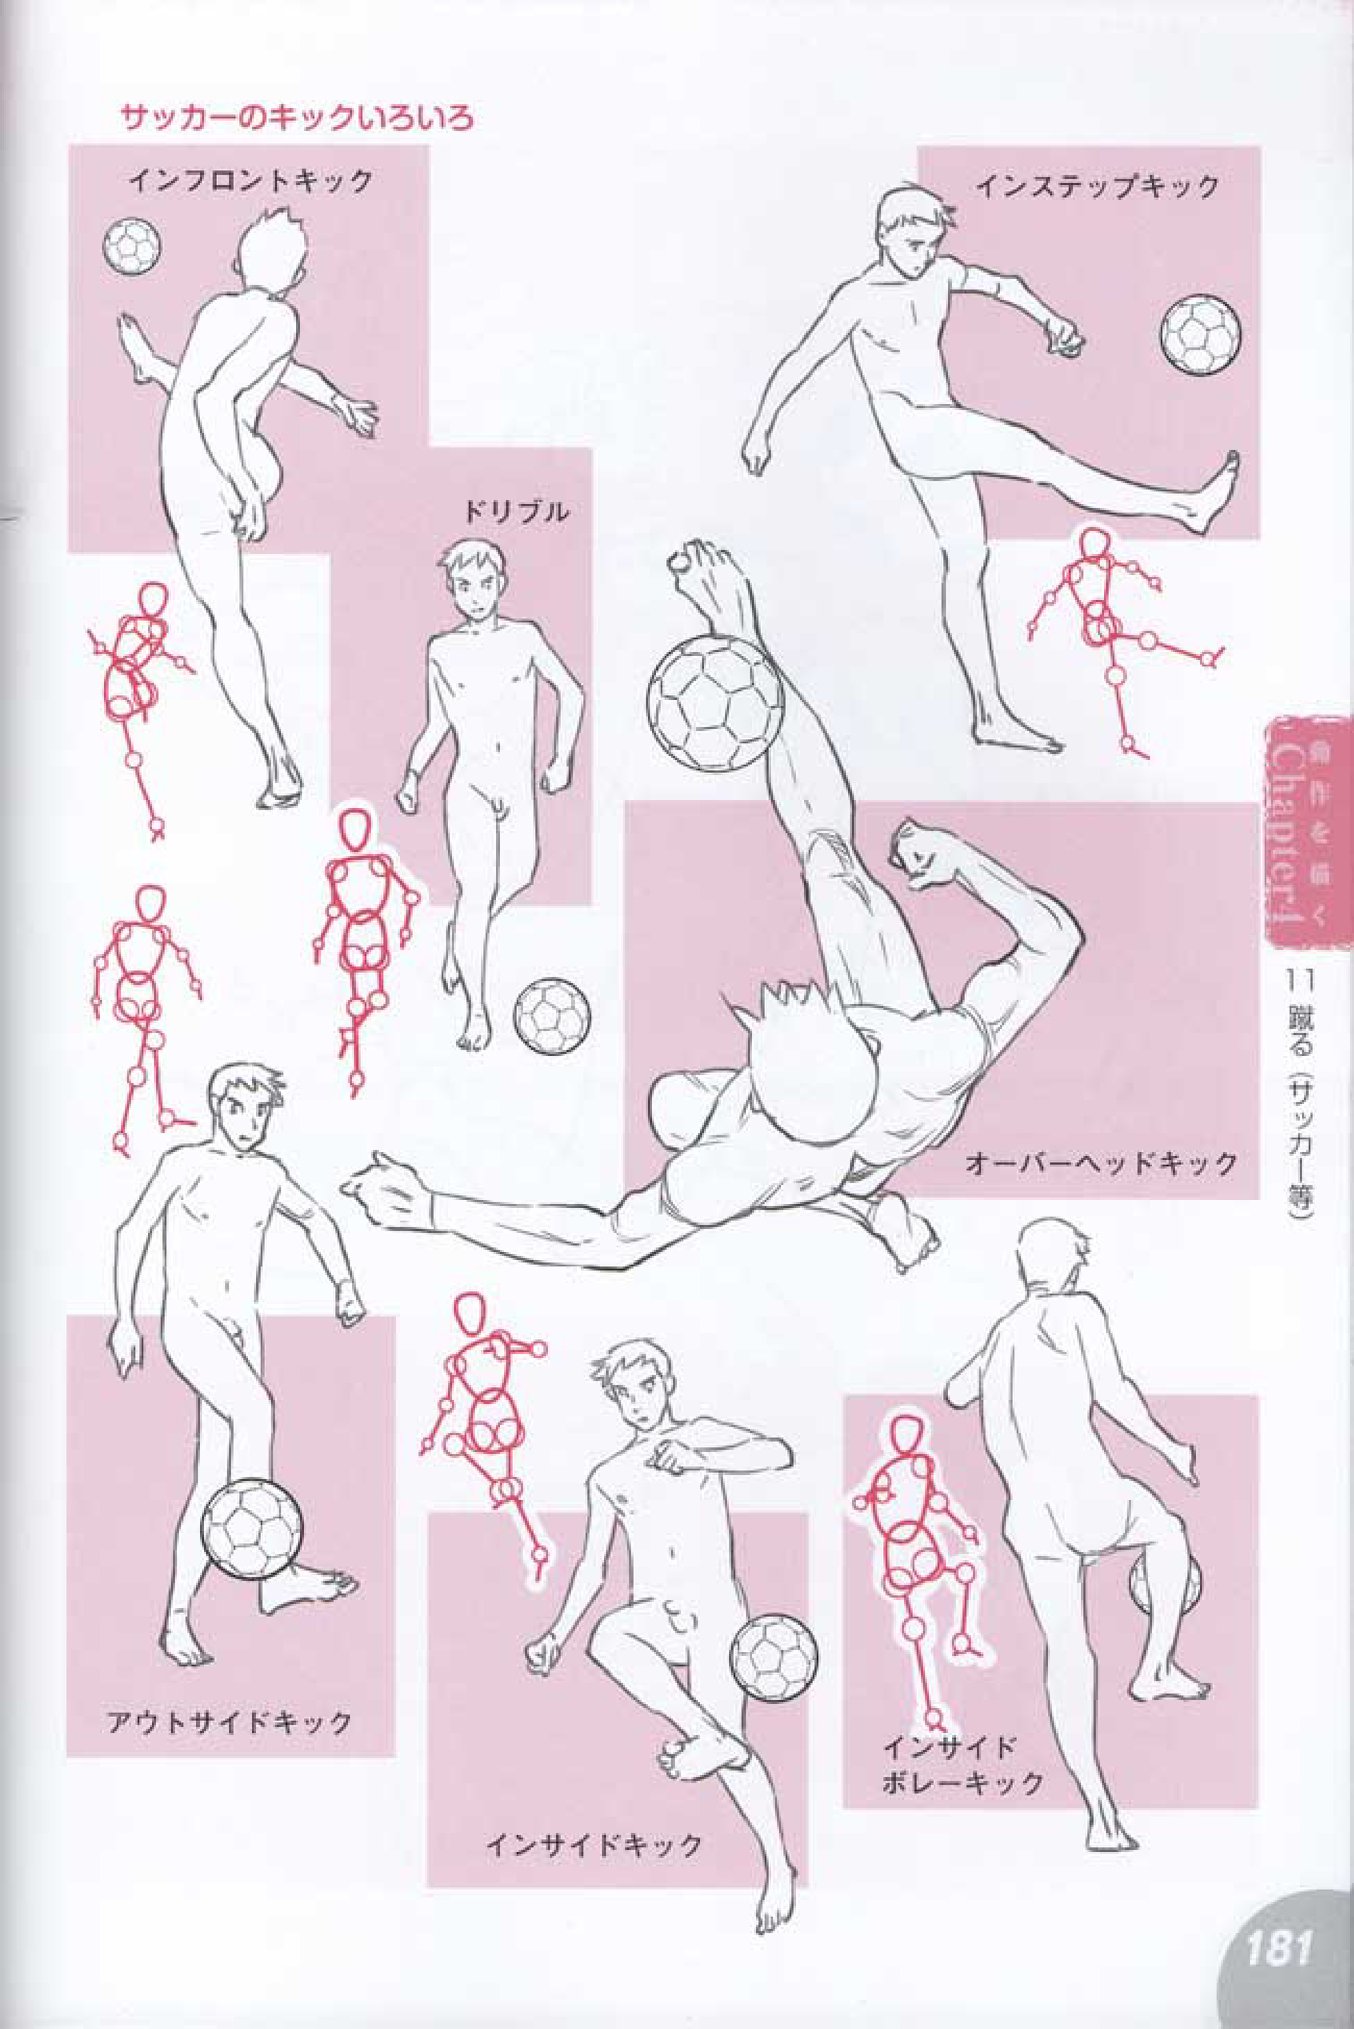 サッカーのキックいろいろ
インフロントキック
インステップキック
ドリブル
動作を描く
Chapter.4
11 蹴る（サッカー等）
オーバーヘッドキック
アウトサイドキック
インサイド
ボレーキック
インサイドキック
181